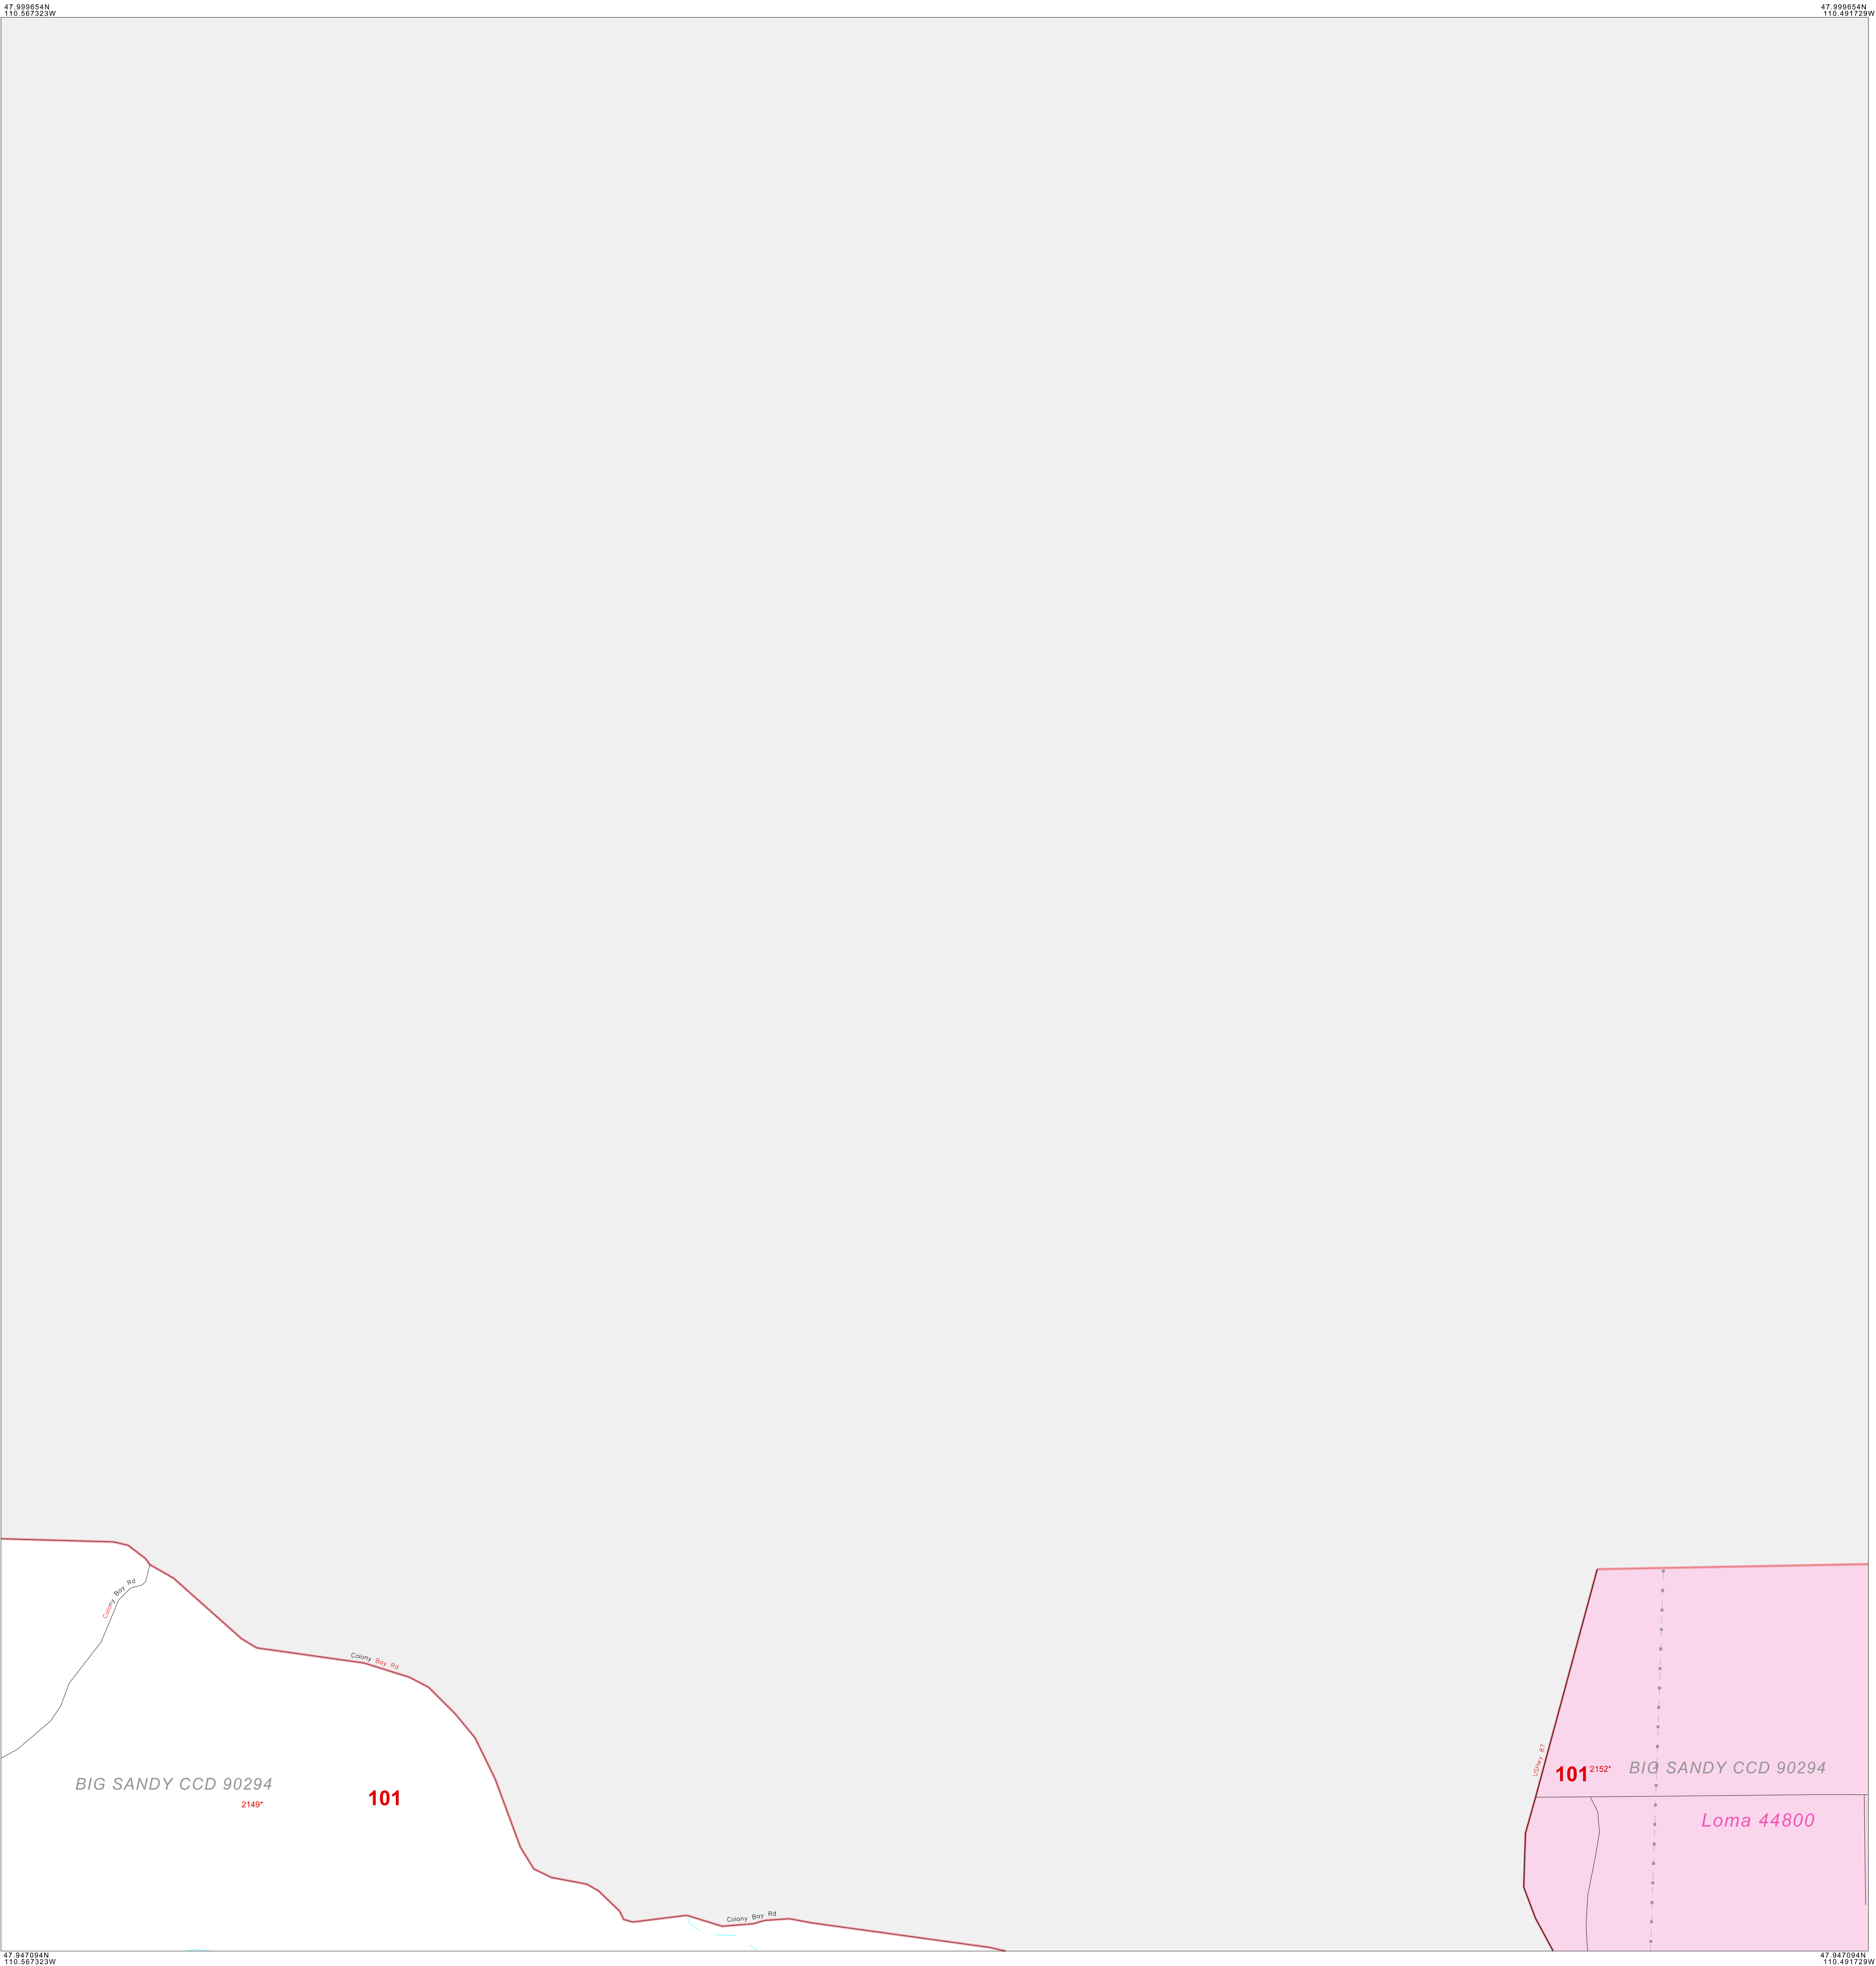 47.999654N
110.567323W
47.999654N
110.491729W
Colony Bay Rd
Colony Bay Rd
USHwy 87
BIG SANDY CCD 90294
101
2152*
BIG SANDY CCD 90294
101
2149*
Loma 44800
Colony Bay Rd
47.947094N
110.567323W
47.947094N
110.491729W